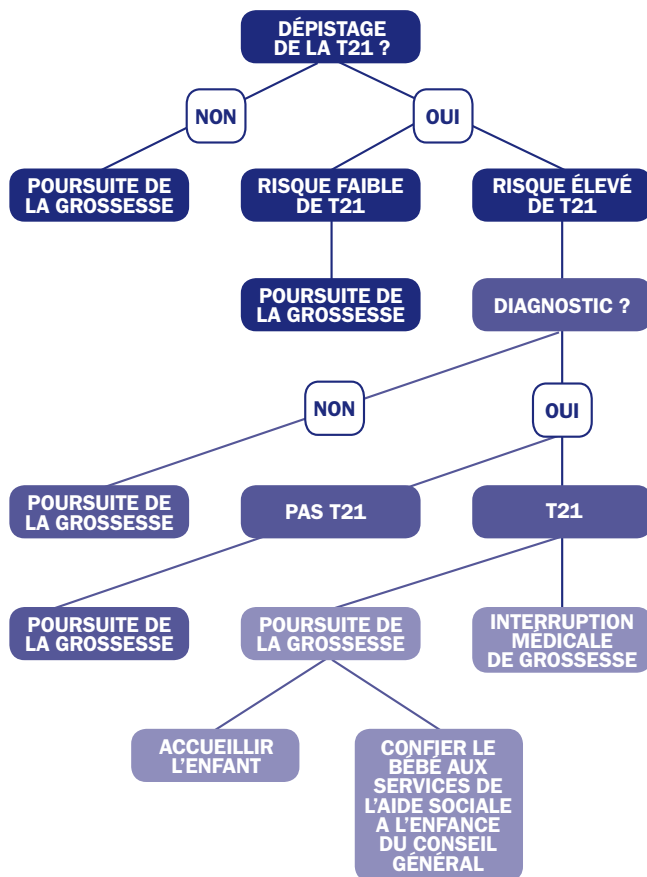 DÉPISTAGE
DE LA T21 ?
NON
OUI
POURSUITE DE
LA GROSSESSE
RISQUE FAIBLE
DE T21
RISQUE ÉLEVÉ
DE T21
POURSUITE DE
LA GROSSESSE
DIAGNOSTIC ?
NON
OUI
POURSUITE DE
LA GROSSESSE
PAS T21
T21
POURSUITE DE
LA GROSSESSE
POURSUITE DE
LA GROSSESSE
INTERRUPTION
MÉDICALE
DE GROSSESSE
ACCUEILLIR
L'ENFANT
CONFIER LE
BÉBÉ AUX
SERVICES DE
L'AIDE SOCIALE
A L'ENFANCE
DU CONSEIL
GÉNÉRAL